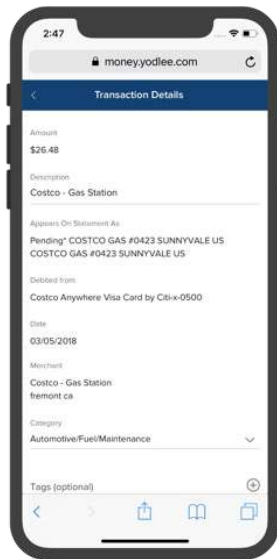 2:47
money.yodlee.com
Transaction Details
Amount
$26.48
Description
Costco - Gas Station
Appears On Statement As
Pending* COSTCO GAS #0423 SUNNYVALE US
COSTCO GAS #0423 SUNNYVALE US
Debited from
Costco Anywhere Visa Card by Citi-x-0500
Date
03/05/2018
Merchant
Costco - Gas Station
fremont ca
Category
Automotive/Fuel/Maintenance
Tags (optional)